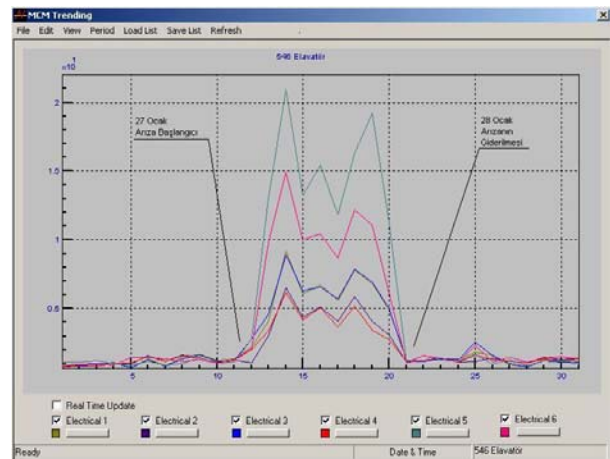 MCM Trending
File Edit View Period Load List Save List Refresh
546 Elavatör
1
×10
2
1.5
1
0.5
27 Ocak
Arıza Başlangıcı
28 Ocak
Arızanın
Giderilmesi
5 10 15 20 25 30
Real Time Update
Electrical 1 Electrical 2 Electrical 3 Electrical 4 Electrical 5 Electrical 6
Ready Date & Time 546 Elavatör